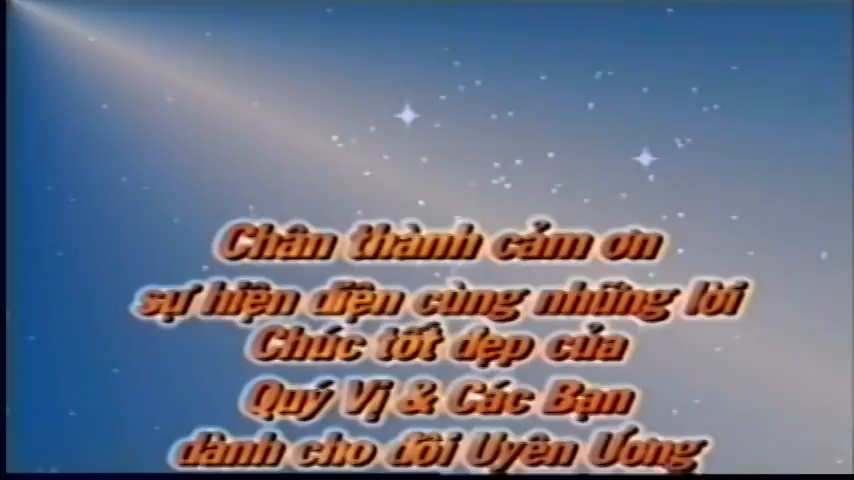 Chân thành cảm ơn
sự hiện diện cùng những lời
Chúc tốt đẹp của
Quý Vị & Các Bạn
dành cho đôi Uyên Ương